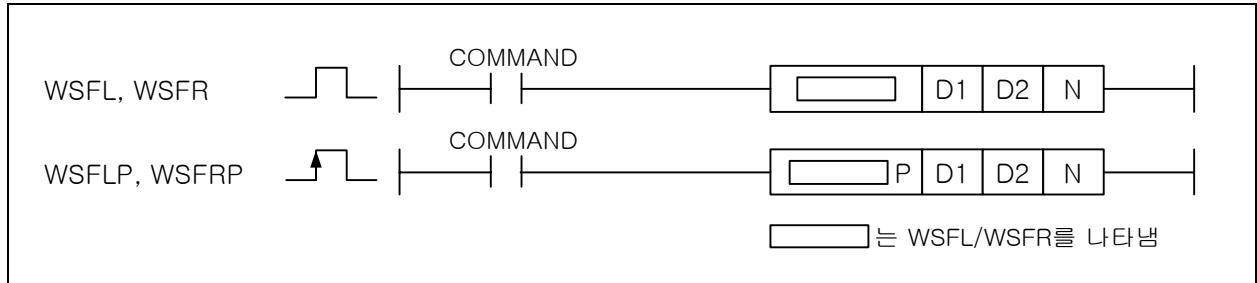 COMMAND
WSFL, WSFR D1 D2 N
COMMAND
WSFLP, WSFRP P D1 D2 N
는 WSFL/WSFR를 나타냄